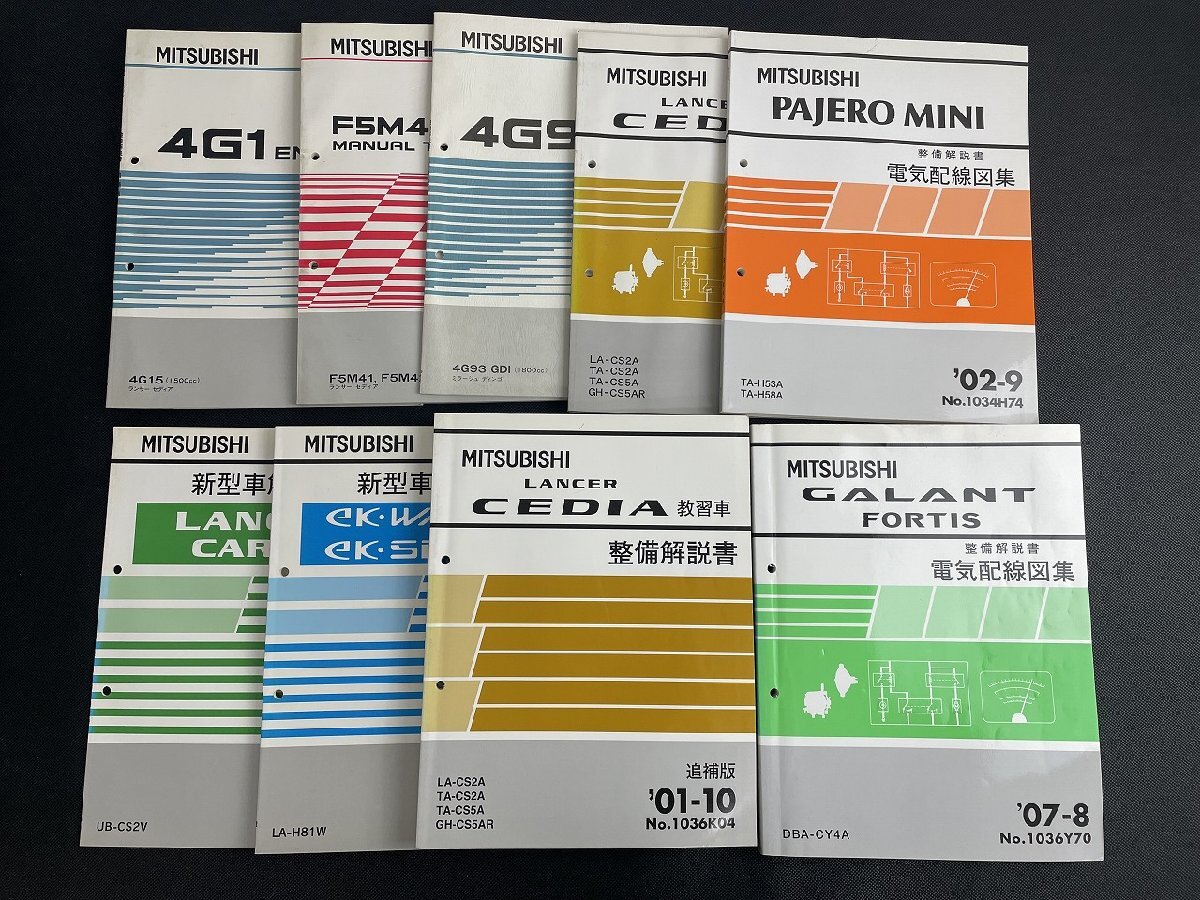 MITSUBISHI
4G1 EN
4G15 (1500cc)
ランサー セディア
MITSUBISHI
F5M4
MANUAL T
F5M41, F5M4
ランサー セディア
MITSUBISHI
4G9
4G93 GDI (1800cc)
ミラージュ ディンゴ
MITSUBISHI
LANCE
CED
LA-CS2A
TA-CS2A
TA-CS5A
GH-CS5AR
MITSUBISHI
PAJERO MINI
整備解説書
電気配線図集
TA-H53A
TA-H58A
'02-9
No.1034H74
MITSUBISHI
新型車
LANC
CAR
UB-CS2V
MITSUBISHI
新型車
eK·WA
eK·S
LA-H81W
MITSUBISHI
LANCER
CEDIA 教習車
整備解説書
LA-CS2A
TA-CS2A
TA-CS5A
GH-CS5AR
追補版
'01-10
No.1036K04
MITSUBISHI
GALANT
FORTIS
整備解説書
電気配線図集
DBA-CY4A
'07-8
No.1036Y70